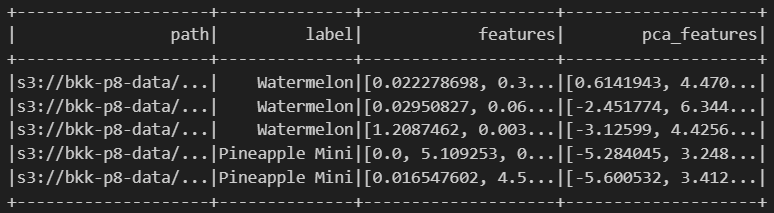 +--------------------+--------------+--------------------+--------------------+
|                path|         label|            features|        pca_features|
+--------------------+--------------+--------------------+--------------------+
|s3://bkk-p8-data/...|    Watermelon|[0.022278698, 0.3...|[0.6141943, 4.470...|
|s3://bkk-p8-data/...|    Watermelon|[0.02950827, 0.06...|[-2.451774, 6.344...|
|s3://bkk-p8-data/...|    Watermelon|[1.2087462, 0.003...|[-3.12599, 4.4256...|
|s3://bkk-p8-data/...|Pineapple Mini|[0.0, 5.109253, 0...|[-5.284045, 3.248...|
|s3://bkk-p8-data/...|Pineapple Mini|[0.016547602, 4.5...|[-5.600532, 3.412...|
+--------------------+--------------+--------------------+--------------------+